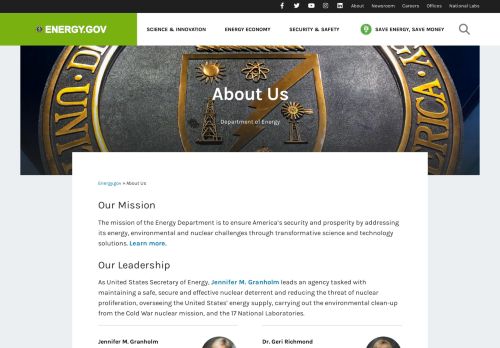 About Newsroom Careers Offices National Labs
ENERGY.GOV
SCIENCE & INNOVATION ENERGY ECONOMY SECURITY & SAFETY SAVE ENERGY, SAVE MONEY
About Us
Department of Energy
Energy.gov » About Us
Our Mission
The mission of the Energy Department is to ensure America's security and prosperity by addressing
its energy, environmental and nuclear challenges through transformative science and technology
solutions. Learn more.
Our Leadership
As United States Secretary of Energy, Jennifer M. Granholm leads an agency tasked with
maintaining a safe, secure and effective nuclear deterrent and reducing the threat of nuclear
proliferation, overseeing the United States' energy supply, carrying out the environmental clean-up
from the Cold War nuclear mission, and the 17 National Laboratories.
Jennifer M. Granholm Dr. Geri Richmond